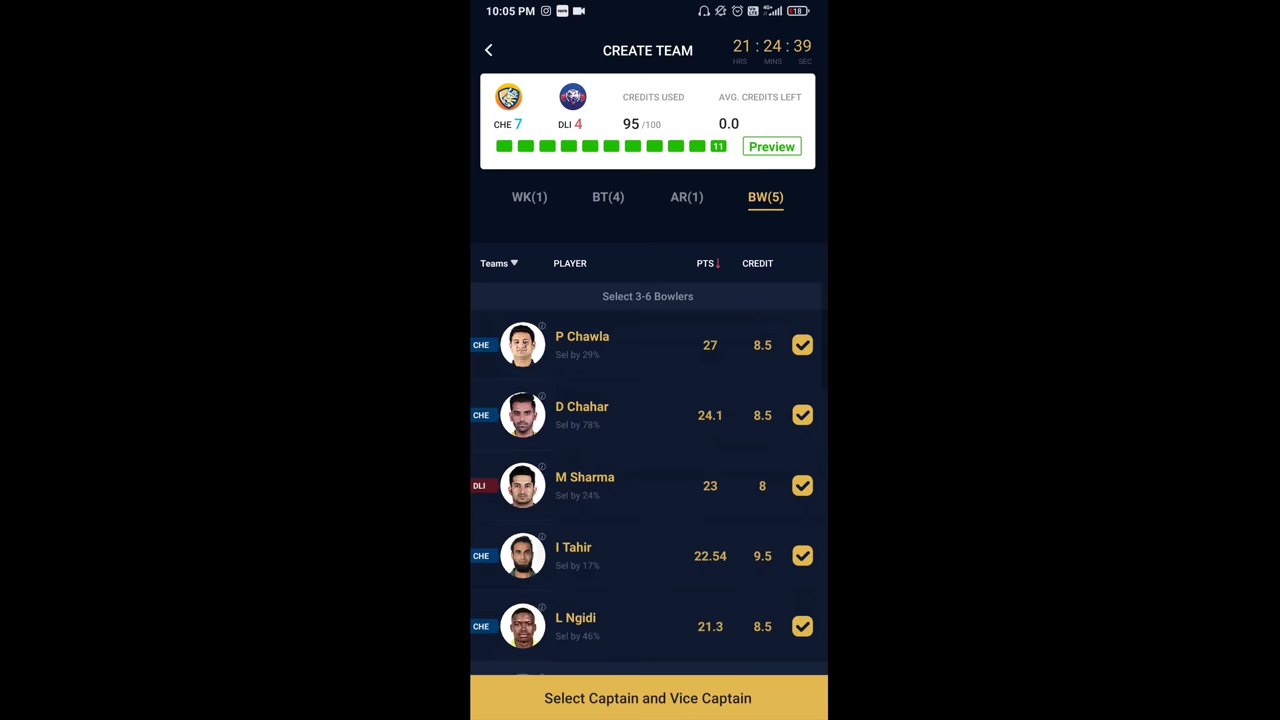 10:05 PM
18
CREATE TEAM
21 : 24 : 39
HRS MINS SEC
CREDITS USED AVG. CREDITS LEFT
CHE 7 DLI 4 95 /100 0.0
11 Preview
WK(1) BT(4) AR(1) BW(5)
Teams PLAYER PTS CREDIT
Select 3-6 Bowlers
CHE P Chawla 27 8.5
Sel by 29%
CHE D Chahar 24.1 8.5
Sel by 78%
DLI M Sharma 23 8
Sel by 24%
CHE I Tahir 22.54 9.5
Sel by 17%
CHE L Ngidi 21.3 8.5
Sel by 46%
Select Captain and Vice Captain